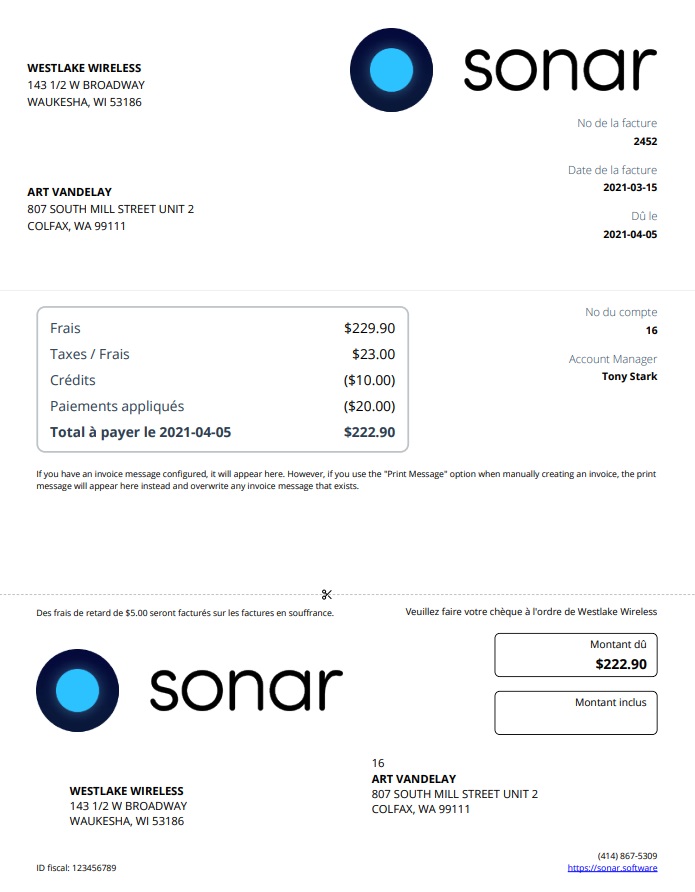 WESTLAKE WIRELESS
143 1/2 W BROADWAY
WAUKESHA, WI 53186
sonar
No de la facture
2452
Date de la facture
2021-03-15
Dû le
2021-04-05
ART VANDELAY
807 SOUTH MILL STREET UNIT 2
COLFAX, WA 99111
Frais $229.90
Taxes / Frais $23.00
Crédits ($10.00)
Paiements appliqués ($20.00)
Total à payer le 2021-04-05 $222.90
No du compte
16
Account Manager
Tony Stark
If you have an invoice message configured, it will appear here. However, if you use the "Print Message" option when manually creating an invoice, the print
message will appear here instead and overwrite any invoice message that exists.
Des frais de retard de $5.00 seront facturés sur les factures en souffrance.
Veuillez faire votre chèque à l'ordre de Westlake Wireless
sonar
Montant dû
$222.90
Montant inclus
WESTLAKE WIRELESS
143 1/2 W BROADWAY
WAUKESHA, WI 53186
16
ART VANDELAY
807 SOUTH MILL STREET UNIT 2
COLFAX, WA 99111
ID fiscal: 123456789
(414) 867-5309
https://sonar.software